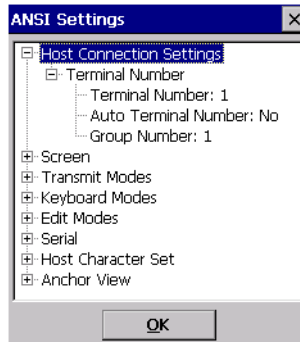 ANSI Settings
Host Connection Settings
Terminal Number
Terminal Number: 1
Auto Terminal Number: No
Group Number: 1
Screen
Transmit Modes
Keyboard Modes
Edit Modes
Serial
Host Character Set
Anchor View
OK